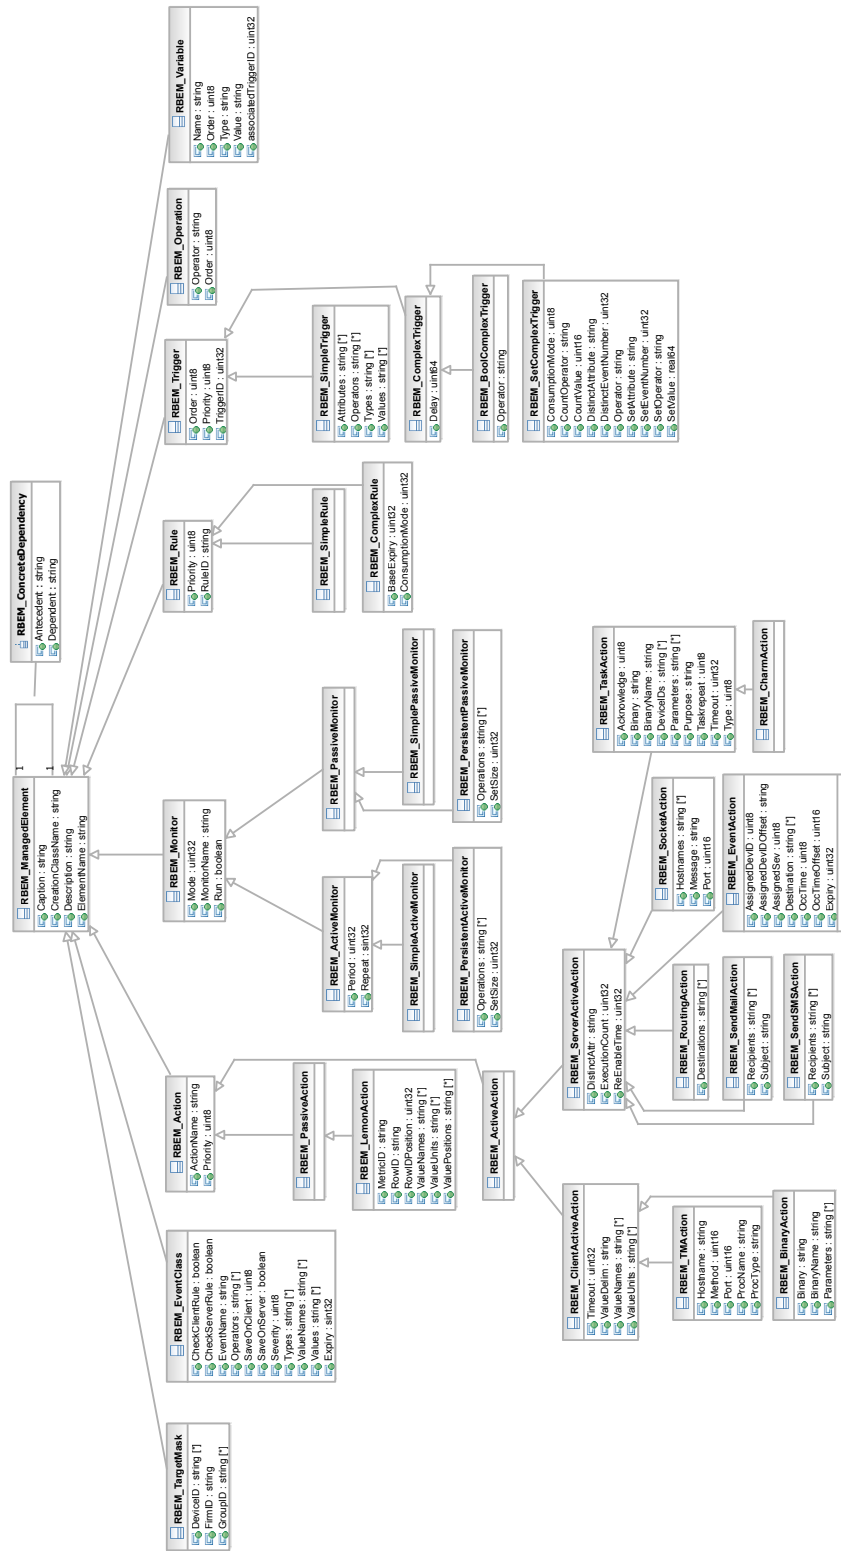 RBEM_ConcreteDependency
Antecedent : string
Dependent : string
RBEM_ManagedElement
Caption : string
CreationClassName : string
Description : string
ElementName : string
1
1
RBEM_TargetMask
DeviceID : string [*]
FirmID : string
GroupID : string [*]
RBEM_EventClass
CheckClientRule : boolean
CheckServerRule : boolean
EventName : string
Operators : string [*]
SaveOnClient : uint8
SaveOnServer : boolean
Severity : uint8
Types : string [*]
ValueNames : string [*]
Values : string [*]
Expiry : sint32
RBEM_Action
ActionName : string
Priority : uint8
RBEM_Monitor
Mode : uint32
MonitorName : string
Run : boolean
RBEM_Rule
Priority : uint8
RuleID : string
RBEM_Trigger
Order : uint8
Priority : uint8
TriggerID : uint32
RBEM_Operation
Operator : string
Order : uint8
RBEM_Variable
Name : string
Order : uint8
Type : string
Value : string
associatedTriggerID : uint32
RBEM_PassiveAction
RBEM_LemonAction
MetricID : string
RowID : string
RowIDPosition : uint32
ValueNames : string [*]
ValueUnits : string [*]
ValuePositions : string [*]
RBEM_ActiveAction
RBEM_ActiveMonitor
Period : uint32
Repeat : sint32
RBEM_SimpleActiveMonitor
RBEM_PersistentActiveMonitor
Operations : string [*]
SetSize : uint32
RBEM_PassiveMonitor
RBEM_SimplePassiveMonitor
RBEM_PersistentPassiveMonitor
Operations : string [*]
SetSize : uint32
RBEM_SimpleRule
RBEM_ComplexRule
BaseExpiry : uint32
ConsumptionMode : uint32
RBEM_SimpleTrigger
Attributes : string [*]
Operators : string [*]
Types : string [*]
Values : string [*]
RBEM_ComplexTrigger
Delay : uint64
RBEM_BoolComplexTrigger
Operator : string
RBEM_SetComplexTrigger
ConsumptionMode : uint8
CountOperator : string
CountValue : uint16
DistinctAttribute : string
DistinctEventNumber : uint32
Operator : string
SetAttribute : string
SetEventNumber : uint32
SetOperator : string
SetValue : real64
RBEM_ClientActiveAction
Timeout : uint32
ValueDelim : string
ValueNames : string [*]
ValueUnits : string [*]
RBEM_TMAction
Hostname : string
Method : uint16
Port : uint16
ProcName : string
ProcType : string
RBEM_BinaryAction
Binary : string
BinaryName : string
Parameters : string [*]
RBEM_ServerActiveAction
DistinctAttr : string
ExecutionCount : uint32
ReEnableTime : uint32
RBEM_RoutingAction
Destinations : string [*]
RBEM_SendMailAction
Recipients : string [*]
Subject : string
RBEM_SendSMSAction
Recipients : string [*]
Subject : string
RBEM_TaskAction
Acknowledge : uint8
Binary : string
BinaryName : string
DeviceIDs : string [*]
Parameters : string [*]
Purpose : string
Taskrepeat : uint8
Timeout : uint32
Type : uint8
RBEM_CharmAction
RBEM_SocketAction
Hostnames : string [*]
Message : string
Port : uint16
RBEM_EventAction
AssignedDevID : uint8
AssignedDevIDOffset : string
AssignedSev : uint8
Destination : string [*]
OccTime : uint8
OccTimeOffset : uint16
Expiry : uint32